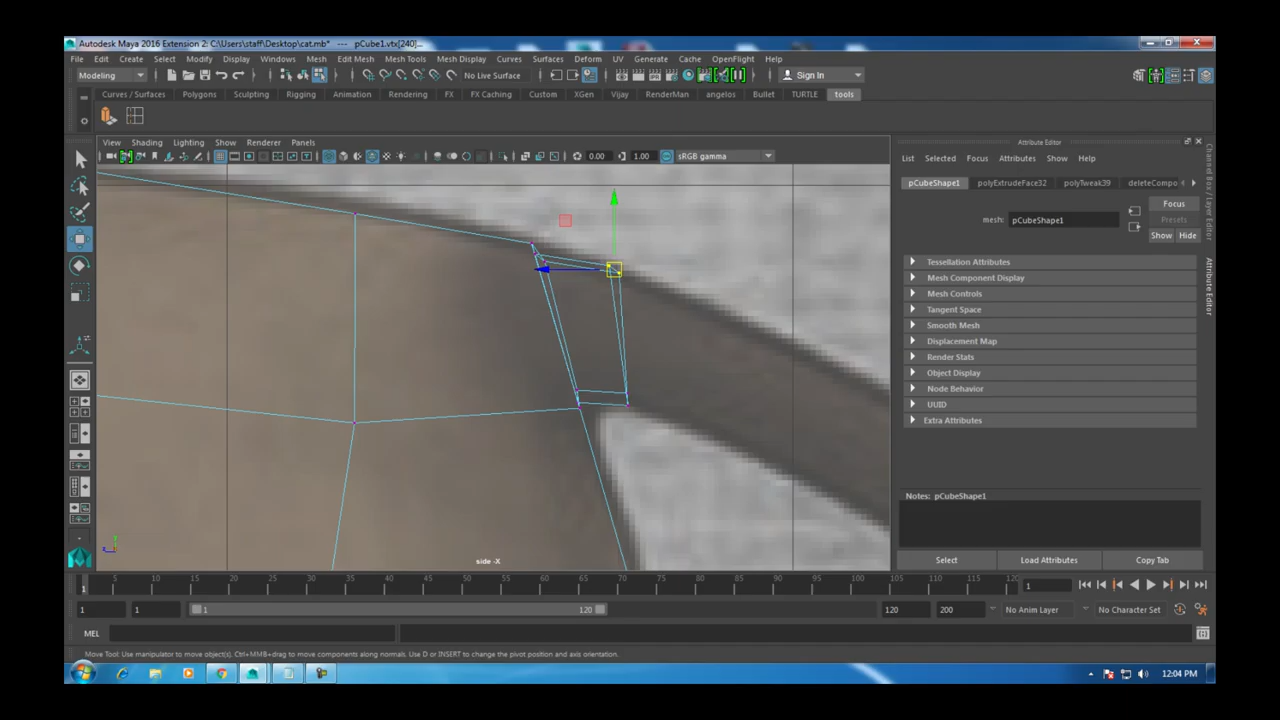 Autodesk Maya 2016 Extension 2: C:\Users\staff\Desktop\cat.mb* --- pCube1.vtx[240]...
File Edit Create Select Modify Display Windows Mesh Edit Mesh Mesh Tools Mesh Display Curves Surfaces Deform UV Generate Cache OpenFlight Help
Modeling No Live Surface Sign In
Curves / Surfaces Polygons Sculpting Rigging Animation Rendering FX FX Caching Custom XGen Vijay RenderMan angelos Bullet TURTLE tools
View Shading Lighting Show Renderer Panels
0.00 1.00 sRGB gamma
Attribute Editor
List Selected Focus Attributes Show Help
pCubeShape1 polyExtrudeFace32 polyTweak39 deleteCompo
Focus
Presets
mesh: pCubeShape1
Show Hide
Tessellation Attributes
Mesh Component Display
Mesh Controls
Tangent Space
Smooth Mesh
Displacement Map
Render Stats
Object Display
Node Behavior
UUID
Extra Attributes
Notes: pCubeShape1
Select Load Attributes Copy Tab
Channel Box / Layer Editor
Attribute Editor
side -X
5 10 15 20 25 30 35 40 45 50 55 60 65 70 75 80 85 90 95 100 105 110 115 12
1 1
1 1 1 120 120 200 No Anim Layer No Character Set
MEL
Move Tool: Use manipulator to move object(s). Ctrl+MMB+drag to move components along normals. Use D or INSERT to change the pivot position and axis orientation.
12:04 PM